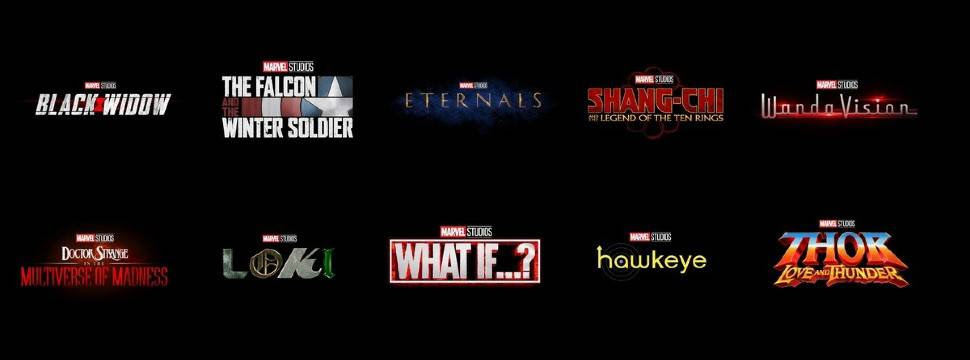 MARVEL STUDIOS
BLACK WIDOW
MARVEL STUDIOS
THE FALCON
AND THE
WINTER SOLDIER
MARVEL STUDIOS
ETERNALS
MARVEL STUDIOS
SHANG-CHI
AND THE LEGEND OF THE TEN RINGS
MARVEL STUDIOS
WandaVision
MARVEL STUDIOS
DOCTOR STRANGE
IN THE
MULTIVERSE OF MADNESS
MARVEL STUDIOS
LOKI
MARVEL STUDIOS
WHAT IF...?
MARVEL STUDIOS
hawkeye
MARVEL STUDIOS
THOR
LOVE AND THUNDER